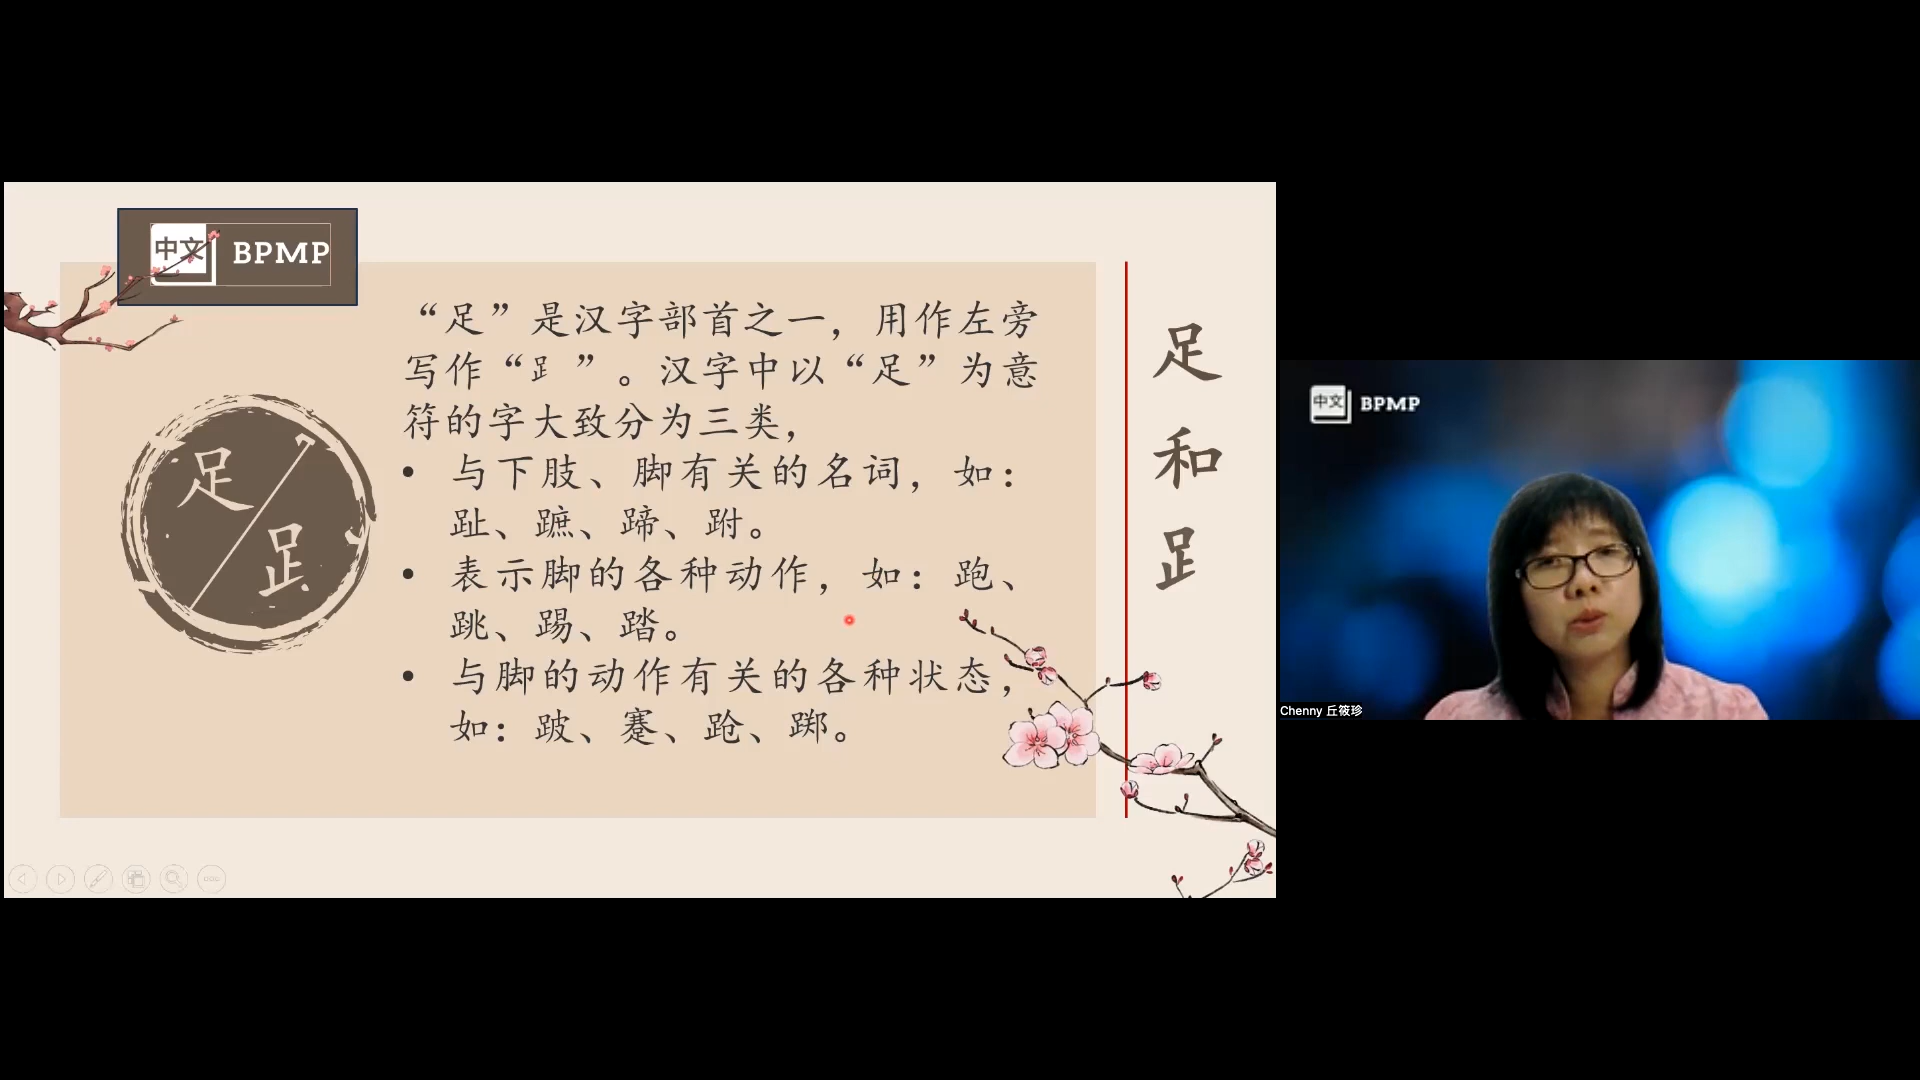 中文 BPMP
“足”是汉字部首之一，用作左旁
写作“⻊”。汉字中以“足”为意
符的字大致分为三类，
• 与下肢、脚有关的名词，如：
趾、蹠、蹄、跗。
• 表示脚的各种动作，如：跑、
跳、踢、踏。
• 与脚的动作有关的各种状态，
如：跛、蹇、跄、踯。
足
⻊
足
和
⻊
中文 BPMP
Chenny 丘筱珍